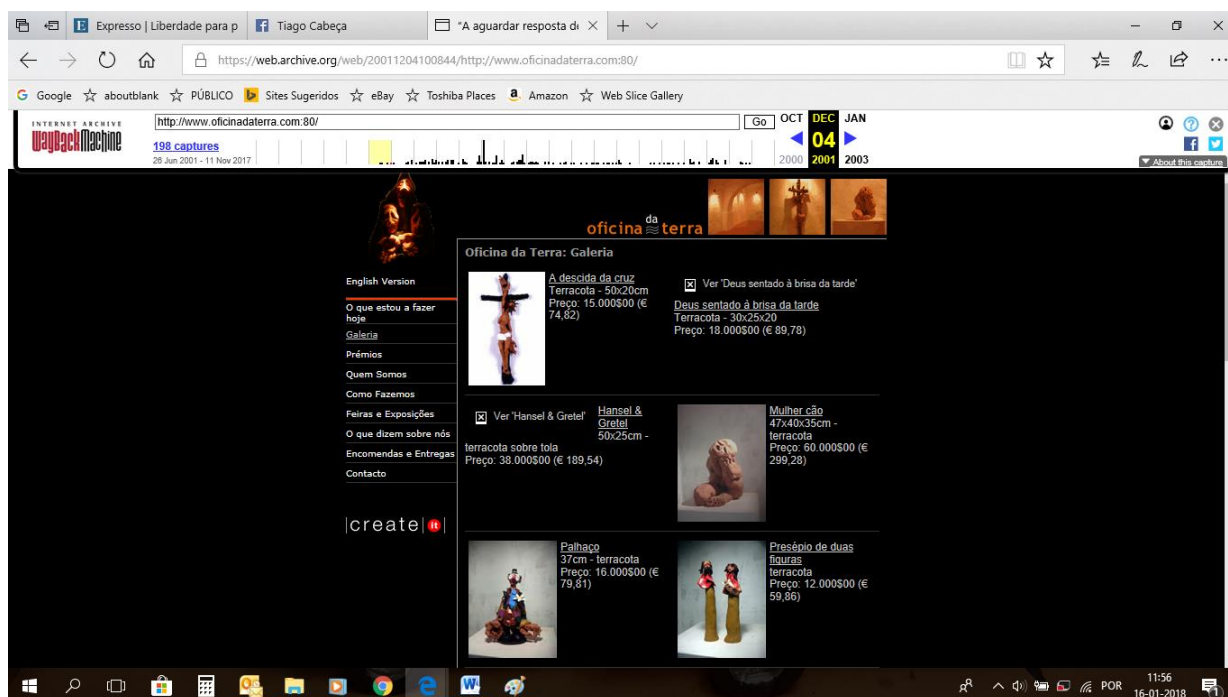 Expresso | Liberdade para p
Tiago Cabeça
"A aguardar resposta de
https://web.archive.org/web/20011204100844/http://www.oficinadaterra.com:80/
Google
aboutblank
PÚBLICO
Sites Sugeridos
eBay
Toshiba Places
Amazon
Web Slice Gallery
INTERNET ARCHIVE
WayBackMachine
http://www.oficinadaterra.com:80/
Go
198 captures
26 Jun 2001 - 11 Nov 2017
OCT DEC JAN
04
2000 2001 2003
About this capture
oficina da terra
Oficina da Terra: Galeria
English Version
O que estou a fazer
hoje
Galeria
Prémios
Quem Somos
Como Fazemos
Feiras e Exposições
O que dizem sobre nós
Encomendas e Entregas
Contacto
|create|it|
A descida da cruz
Terracota - 50x20cm
Preço: 15.000$00 (€
74,82)
Ver 'Deus sentado à brisa da tarde'
Deus sentado à brisa da tarde
Terracota - 30x25x20
Preço: 18.000$00 (€ 89,78)
Ver 'Hansel & Gretel'
Hansel &
Gretel
50x25cm -
terracota sobre tola
Preço: 38.000$00 (€ 189,54)
Mulher cão
47x40x35cm -
terracota
Preço: 60.000$00 (€
299,28)
Palhaço
37cm - terracota
Preço: 16.000$00 (€
79,81)
Presépio de duas
figuras
terracota
Preço: 12.000$00 (€
59,86)
POR
11:56
16-01-2018